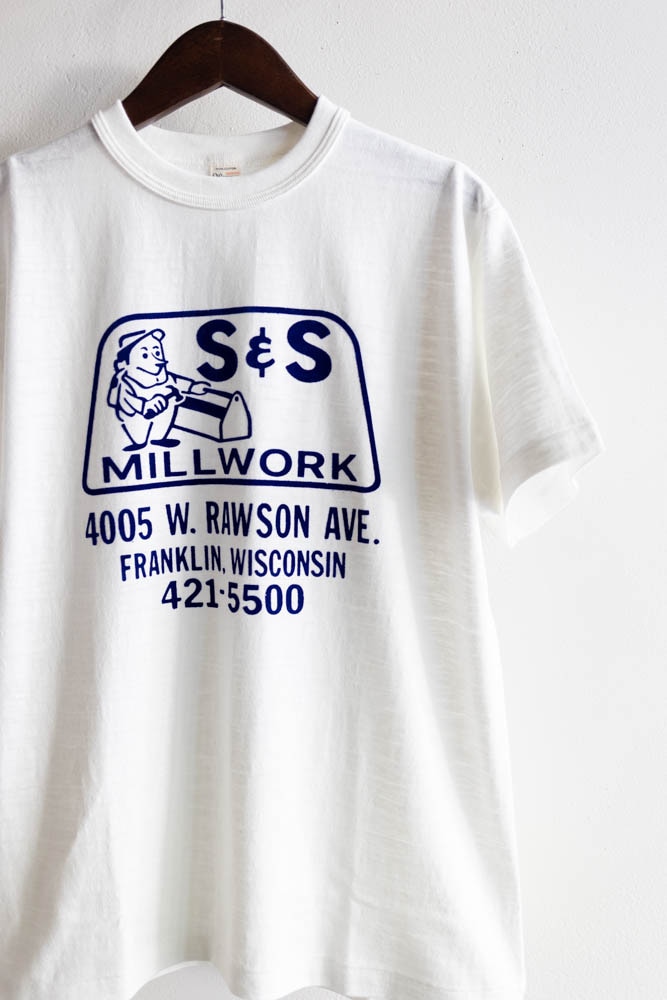 S & S
MILLWORK
4005 W. RAWSON AVE.
FRANKLIN, WISCONSIN
421-5500